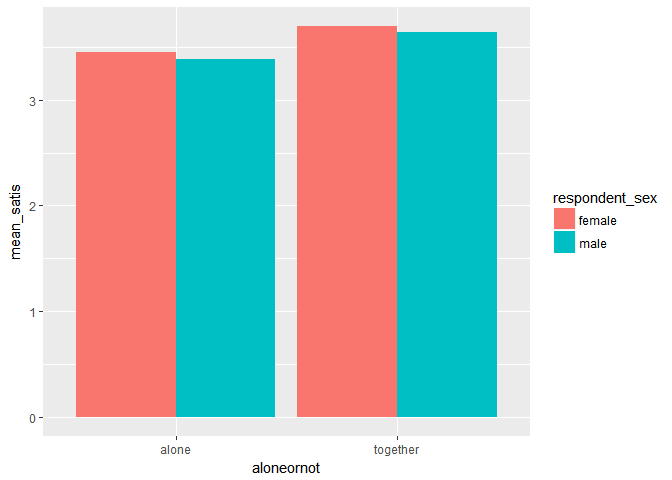 3
2
1
0
mean_satis
alone together
aloneornot
respondent_sex
female
male